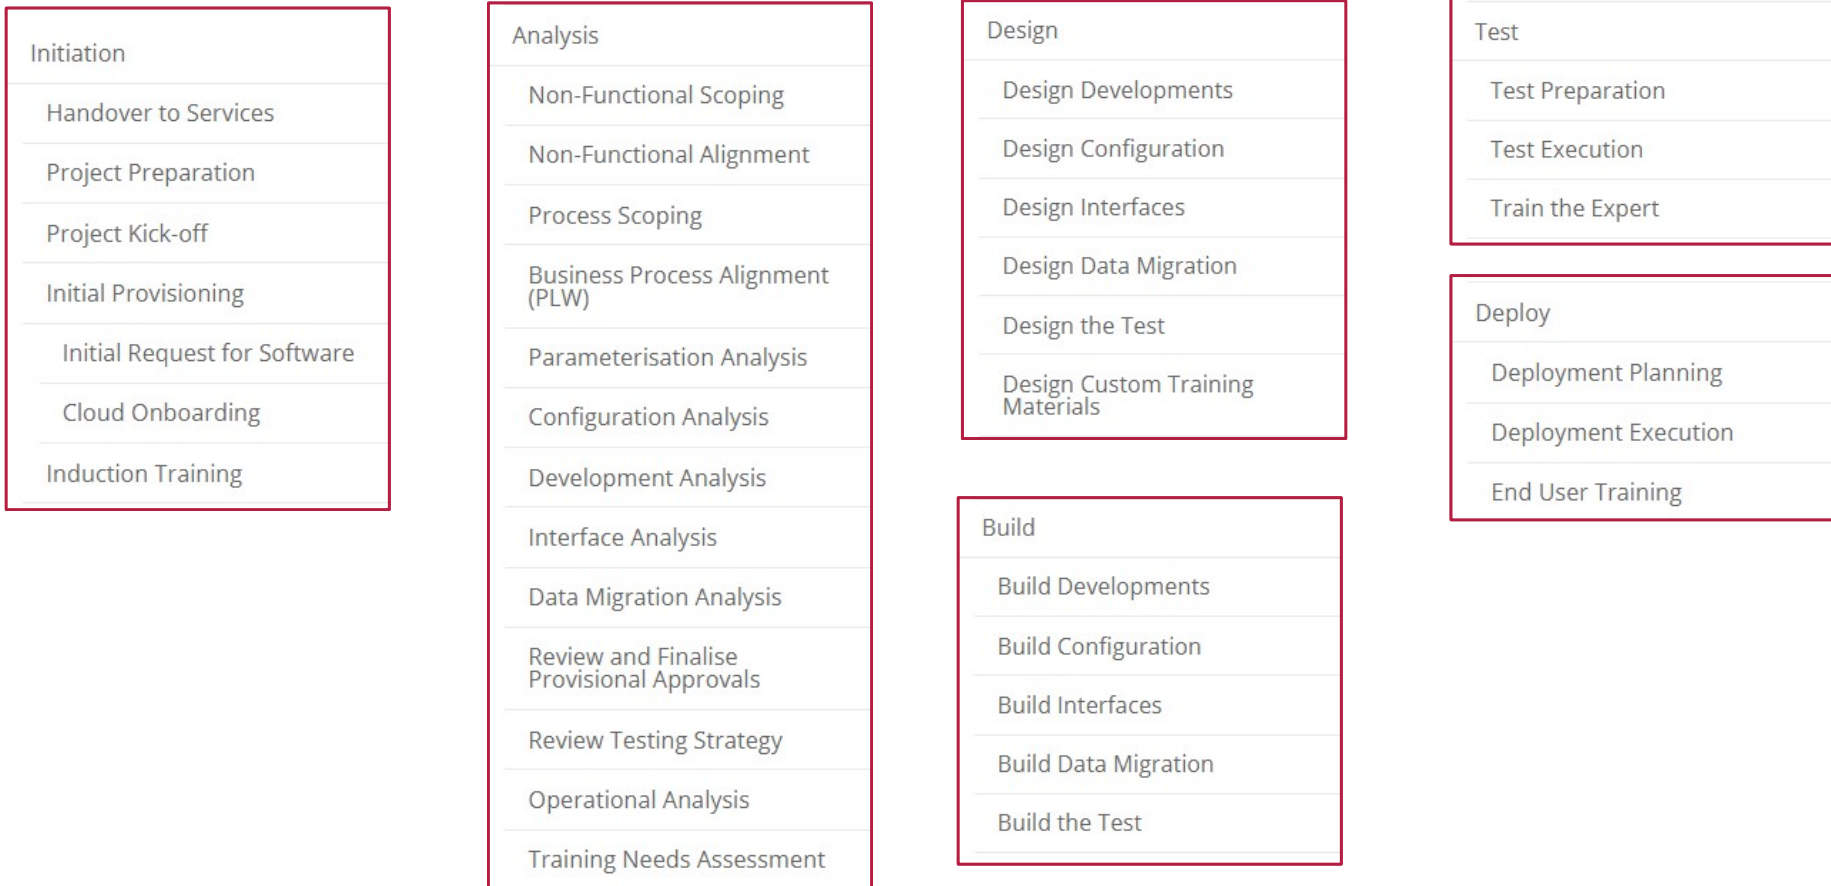 Initiation
Handover to Services
Project Preparation
Project Kick-off
Initial Provisioning
Initial Request for Software
Cloud Onboarding
Induction Training
Analysis
Non-Functional Scoping
Non-Functional Alignment
Process Scoping
Business Process Alignment
(PLW)
Parameterisation Analysis
Configuration Analysis
Development Analysis
Interface Analysis
Data Migration Analysis
Review and Finalise
Provisional Approvals
Review Testing Strategy
Operational Analysis
Training Needs Assessment
Design
Design Developments
Design Configuration
Design Interfaces
Design Data Migration
Design the Test
Design Custom Training
Materials
Build
Build Developments
Build Configuration
Build Interfaces
Build Data Migration
Build the Test
Test
Test Preparation
Test Execution
Train the Expert
Deploy
Deployment Planning
Deployment Execution
End User Training